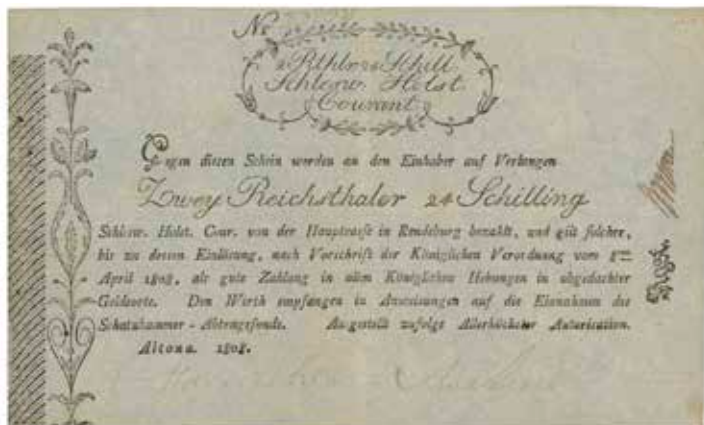 No
2 Rthlr 24 Schill
Schlesw. Holst.
Courant
Gegen diesen Schein werden an den Einhaber auf Verlangen
Zwey Reichsthaler 24 Schilling
Schlesw. Holst. Cour. von der Hauptcasse in Rendsburg bezahlt, und gilt solcher,
bis zu dessen Einlösung, nach Vorschrift der Königlichen Verordnung vom 8ten
April 1808, als gute Zahlung in allen Königlichen Hebungen in abgedachter
Geldsorte. Den Werth empfangen in Anweisungen auf die Einnahmen des
Schatzkammer-Abtragsfonds. Ausgestellt zufolge Allerhöchster Autorisation.
Altona. 1808.